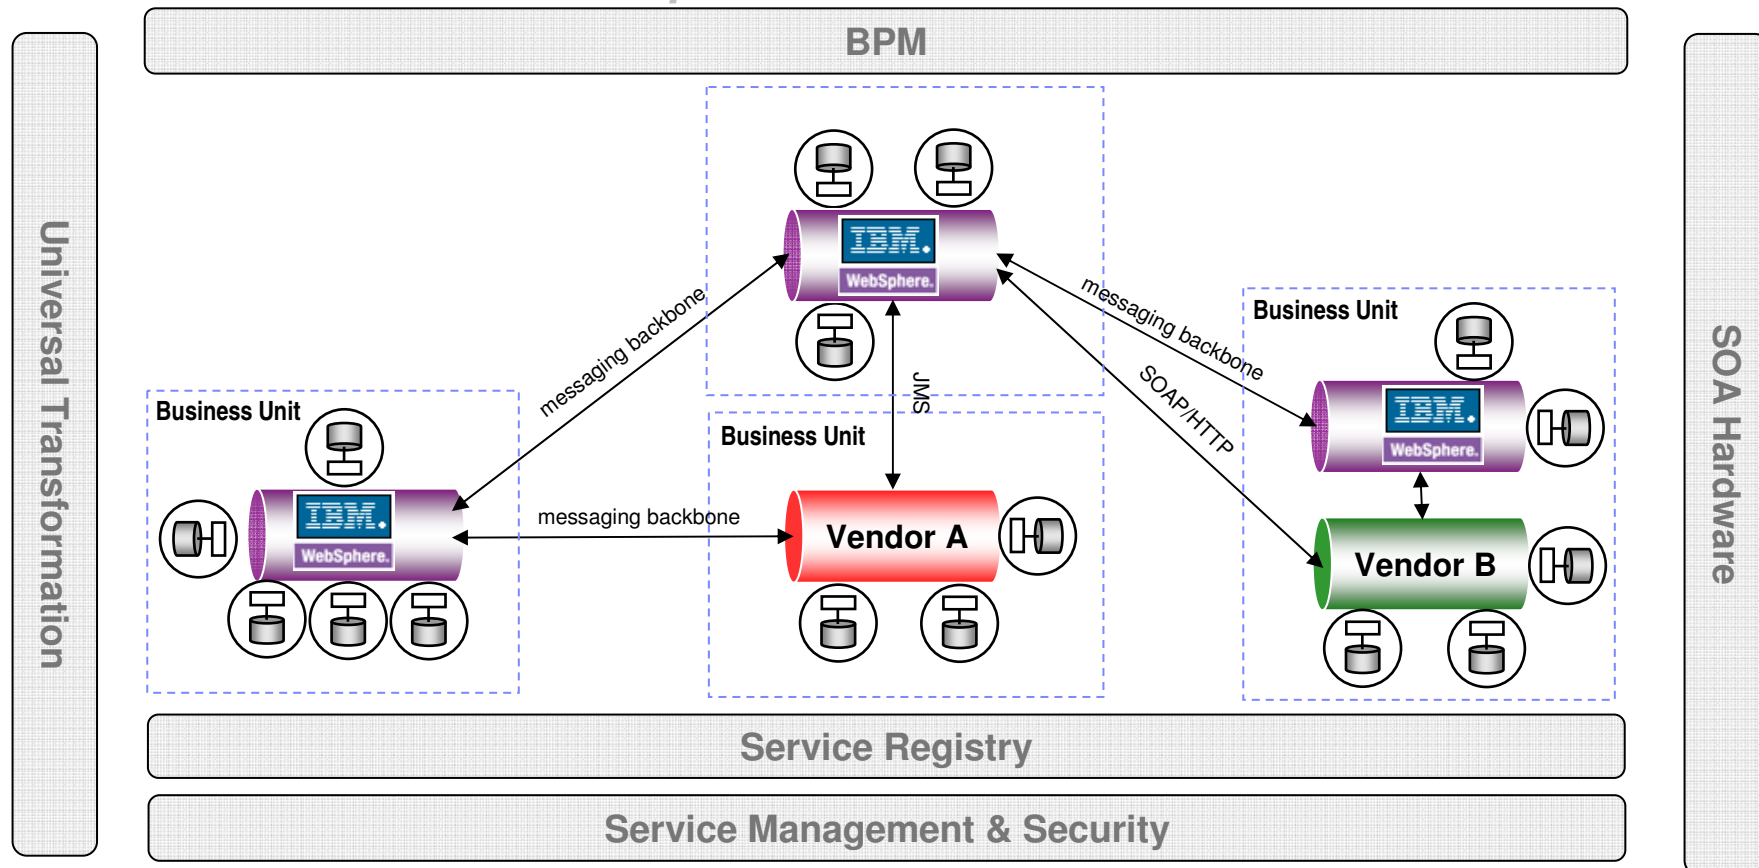 BPM
Universal Transformation
SOA Hardware
IBM.
WebSphere.
messaging backbone
messaging backbone
JMS
SOAP/HTTP
Business Unit
IBM.
WebSphere.
Business Unit
IBM.
WebSphere.
messaging backbone
Business Unit
Vendor A
Vendor B
Service Registry
Service Management & Security